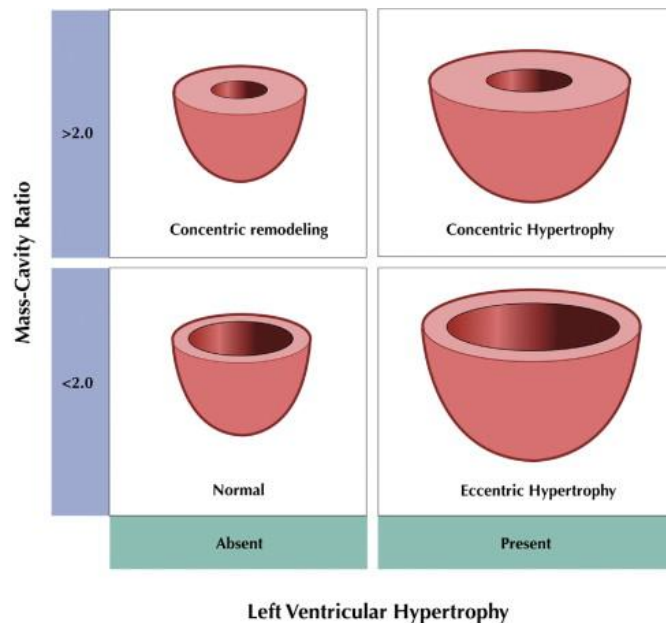 Mass-Cavity Ratio
>2.0
Concentric remodeling
Concentric Hypertrophy
<2.0
Normal
Eccentric Hypertrophy
Absent
Present
Left Ventricular Hypertrophy